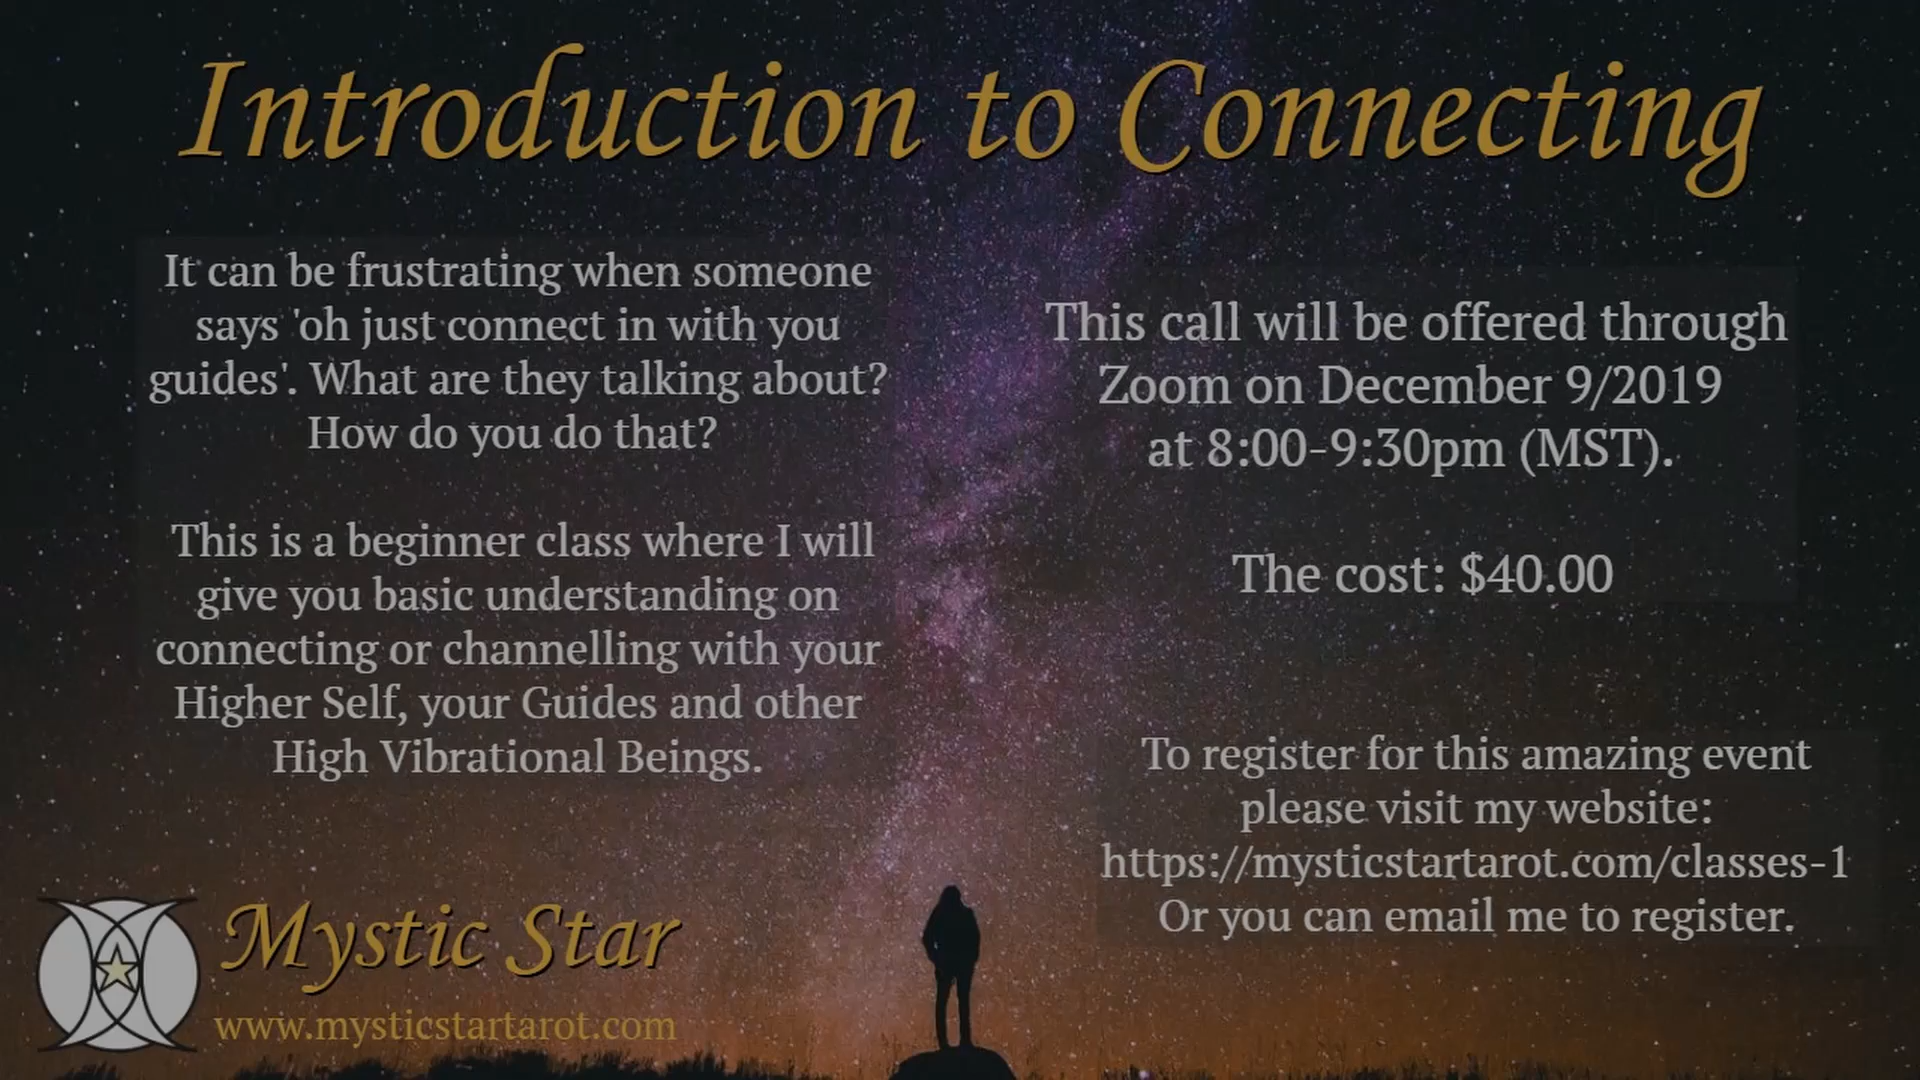 Introduction to Connecting
It can be frustrating when someone
says 'oh just connect in with you
guides'. What are they talking about?
How do you do that?
This is a beginner class where I will
give you basic understanding on
connecting or channelling with your
Higher Self, your Guides and other
High Vibrational Beings.
This call will be offered through
Zoom on December 9/2019
at 8:00-9:30pm (MST).
The cost: $40.00
To register for this amazing event
please visit my website:
https://mysticstartarot.com/classes-1
Or you can email me to register.
Mystic Star
www.mysticstartarot.com